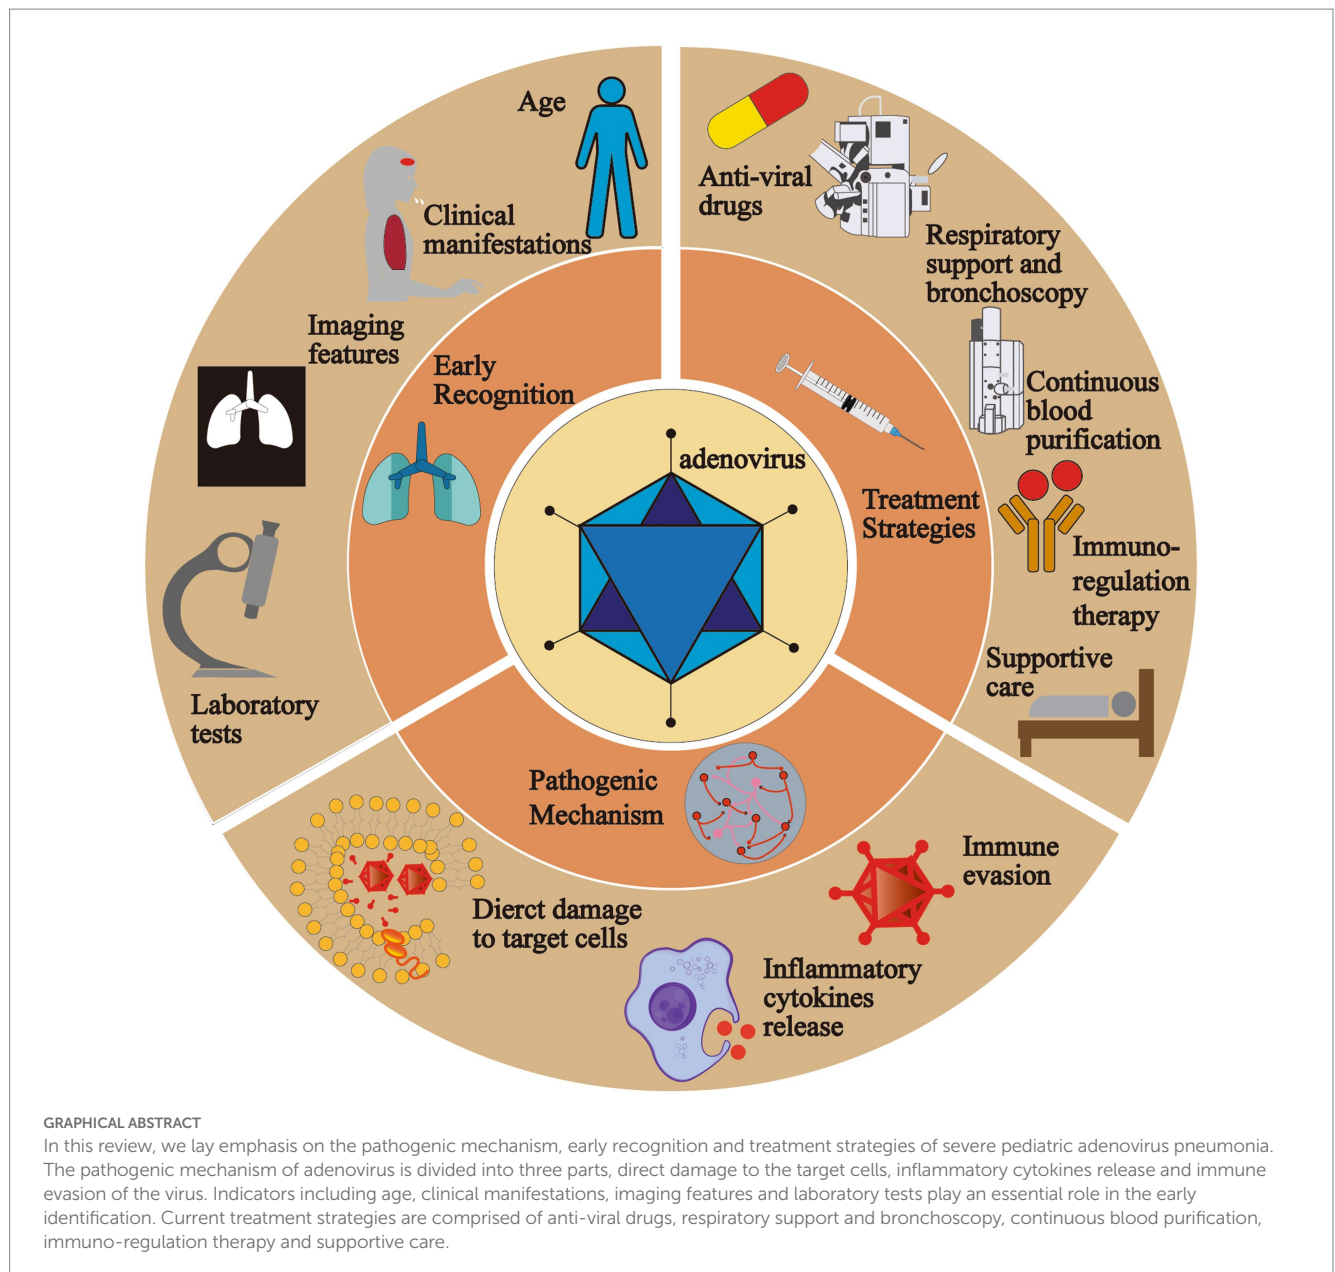 Age
Clinical
manifestations
Imaging
features
Early
Recognition
Laboratory
tests
Anti-viral
drugs
Respiratory
support and
bronchoscopy
Continuous
blood
purification
Treatment
Strategies
Immuno-
regulation
therapy
Supportive
care
adenovirus
Pathogenic
Mechanism
Dierct damage
to target cells
Inflammatory
cytokines
release
Immune
evasion
GRAPHICAL ABSTRACT
In this review, we lay emphasis on the pathogenic mechanism, early recognition and treatment strategies of severe pediatric adenovirus pneumonia.
The pathogenic mechanism of adenovirus is divided into three parts, direct damage to the target cells, inflammatory cytokines release and immune
evasion of the virus. Indicators including age, clinical manifestations, imaging features and laboratory tests play an essential role in the early
identification. Current treatment strategies are comprised of anti-viral drugs, respiratory support and bronchoscopy, continuous blood purification,
immuno-regulation therapy and supportive care.